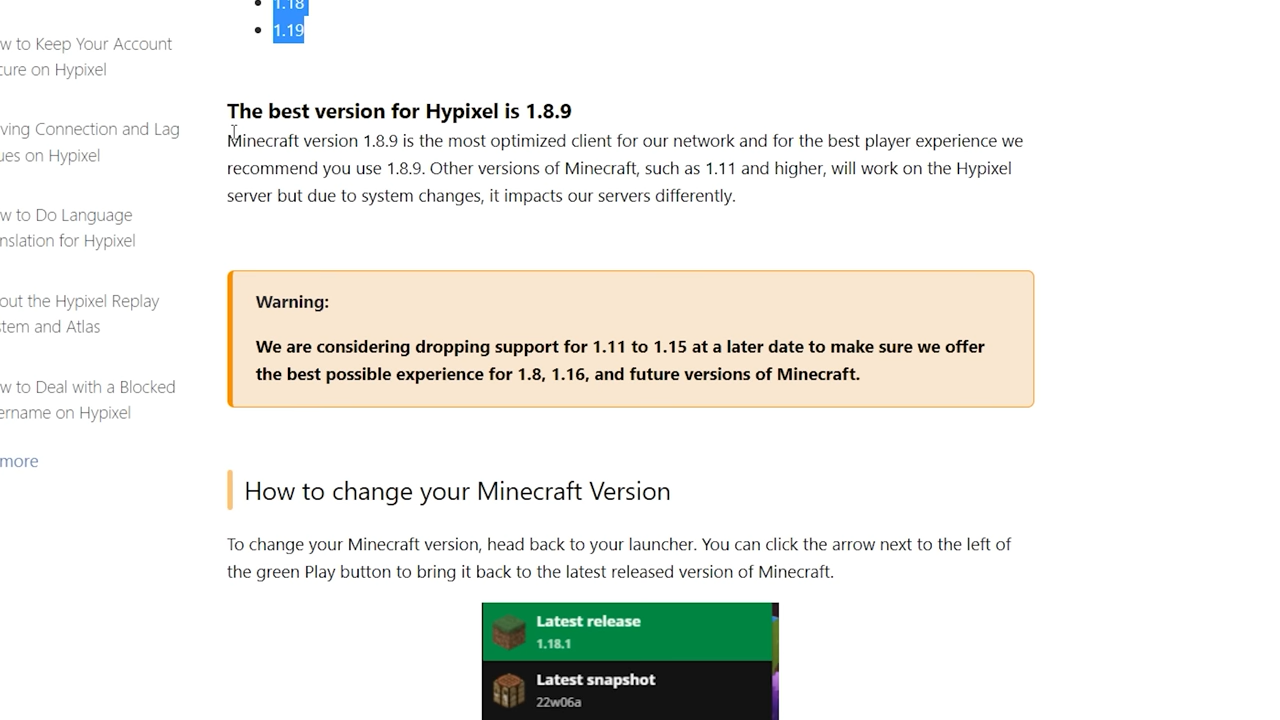 1.18
1.19
w to Keep Your Account
ture on Hypixel
ving Connection and Lag
ues on Hypixel
w to Do Language
nslation for Hypixel
out the Hypixel Replay
stem and Atlas
w to Deal with a Blocked
ername on Hypixel
more
The best version for Hypixel is 1.8.9
Minecraft version 1.8.9 is the most optimized client for our network and for the best player experience we
recommend you use 1.8.9. Other versions of Minecraft, such as 1.11 and higher, will work on the Hypixel
server but due to system changes, it impacts our servers differently.
Warning:
We are considering dropping support for 1.11 to 1.15 at a later date to make sure we offer
the best possible experience for 1.8, 1.16, and future versions of Minecraft.
How to change your Minecraft Version
To change your Minecraft version, head back to your launcher. You can click the arrow next to the left of
the green Play button to bring it back to the latest released version of Minecraft.
Latest release
1.18.1
Latest snapshot
22w06a